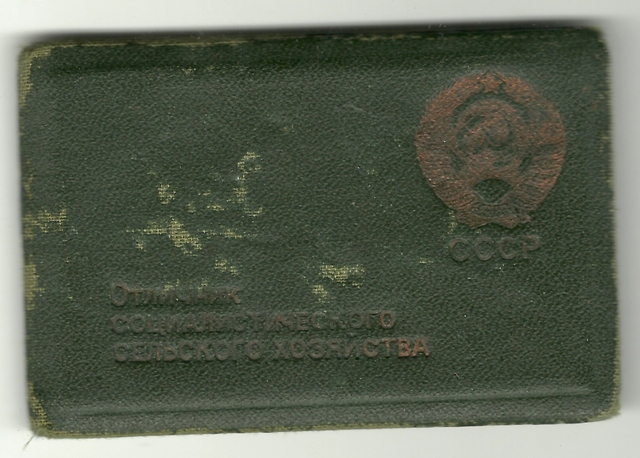 СССР
Отличник
социалистического
сельского хозяйства